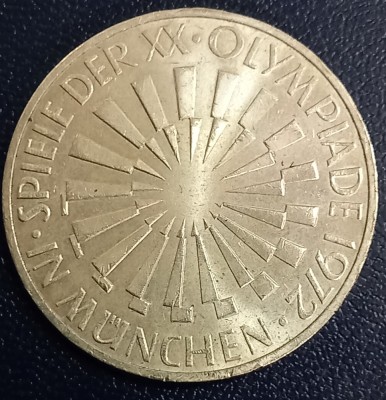 ·SPIELE DER XX·OLYMPIADE 1972·
IN MÜNCHEN